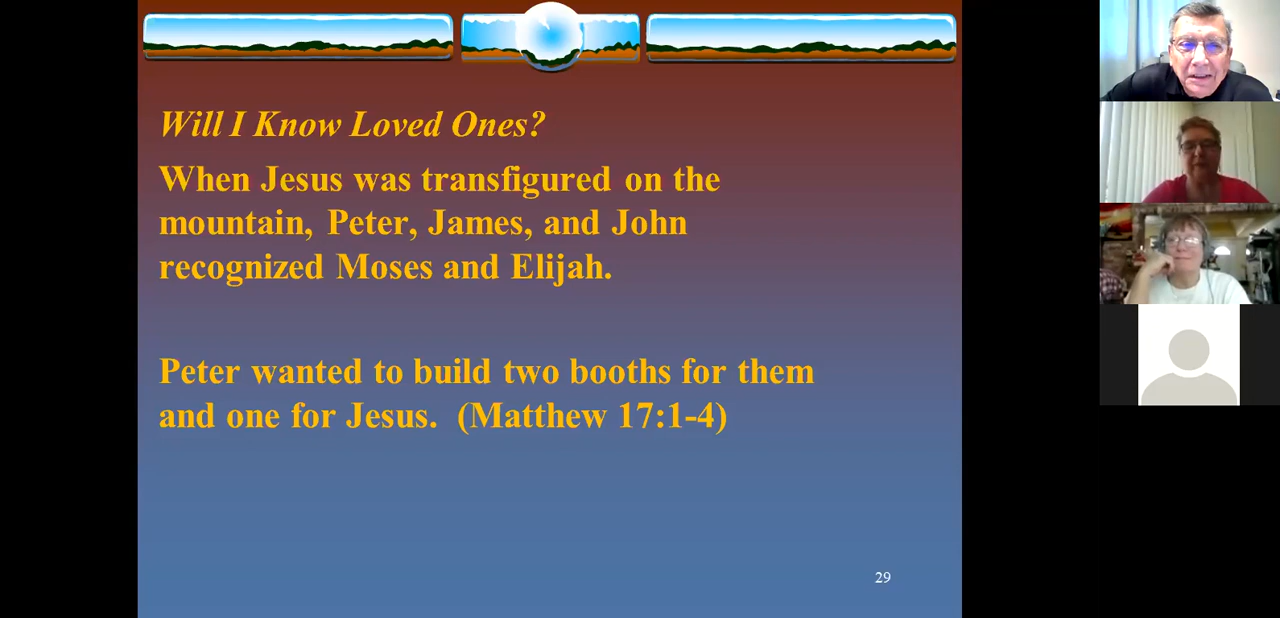 Will I Know Loved Ones?
When Jesus was transfigured on the
mountain, Peter, James, and John
recognized Moses and Elijah.
Peter wanted to build two booths for them
and one for Jesus.  (Matthew 17:1-4)
29